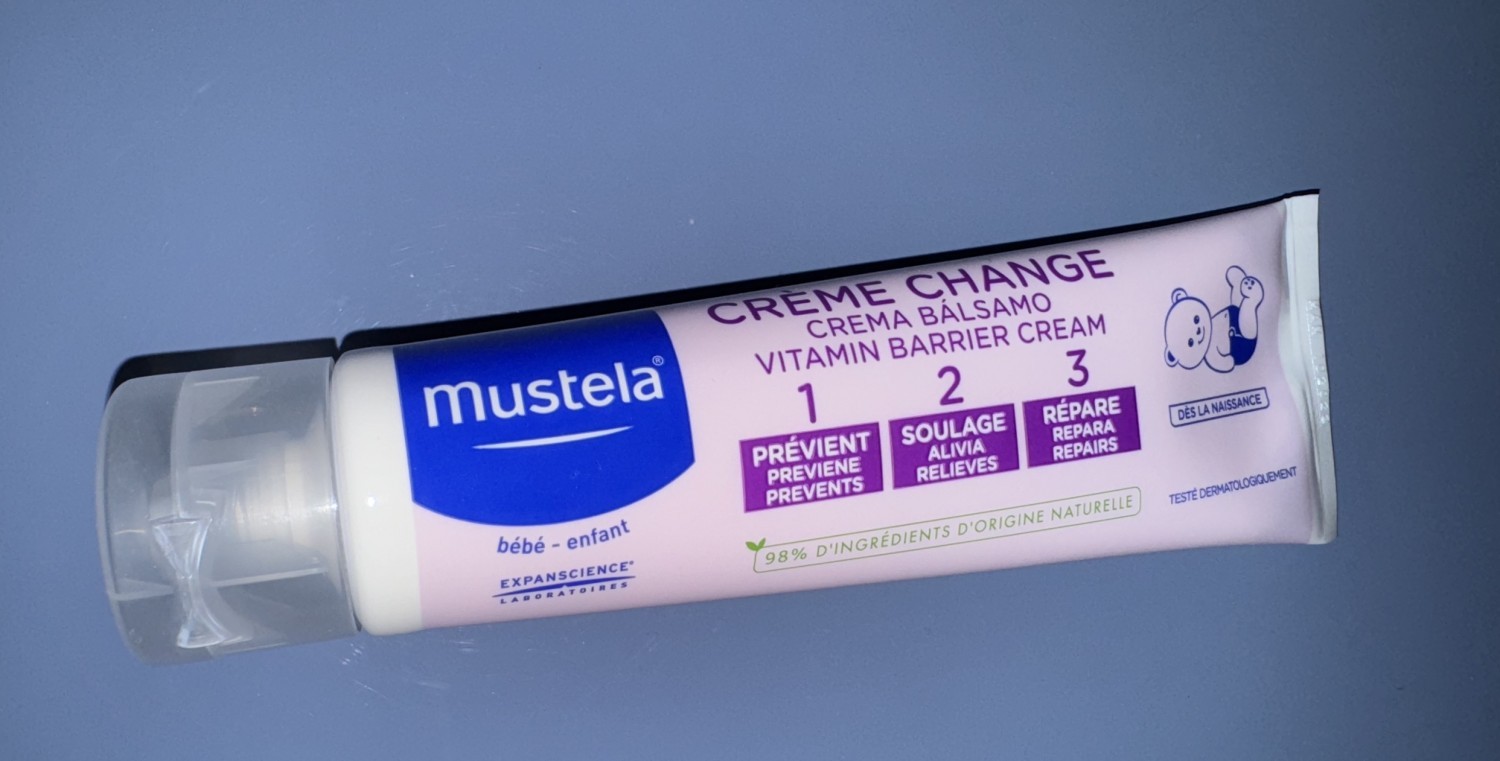 mustela®
bébé - enfant
EXPANSCIENCE®
LABORATOIRES
CRÈME CHANGE
CREMA BÁLSAMO
VITAMIN BARRIER CREAM
1
PRÉVIENT
PREVIENE
PREVENTS
2
SOULAGE
ALIVIA
RELIEVES
3
RÉPARE
REPARA
REPAIRS
98% D'INGRÉDIENTS D'ORIGINE NATURELLE
DÈS LA NAISSANCE
TESTÉ DERMATOLOGIQUEMENT